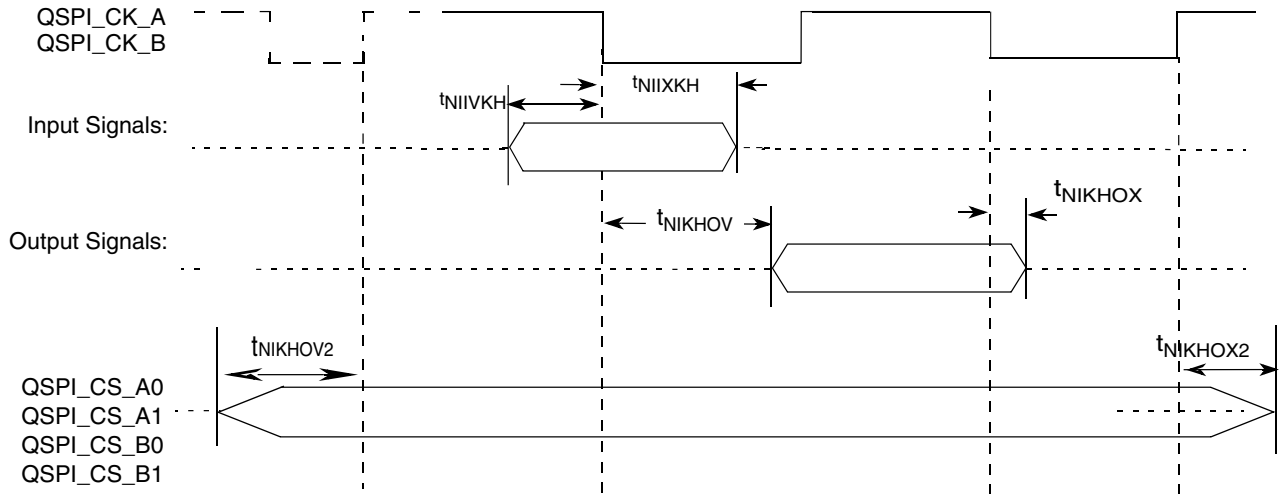 QSPI_CK_A
QSPI_CK_B
tNIIXKH
tNIIVKH
Input Signals:
tNIKHOX
tNIKHOV
Output Signals:
tNIKHOV2
tNIKHOX2
QSPI_CS_A0
QSPI_CS_A1
QSPI_CS_B0
QSPI_CS_B1